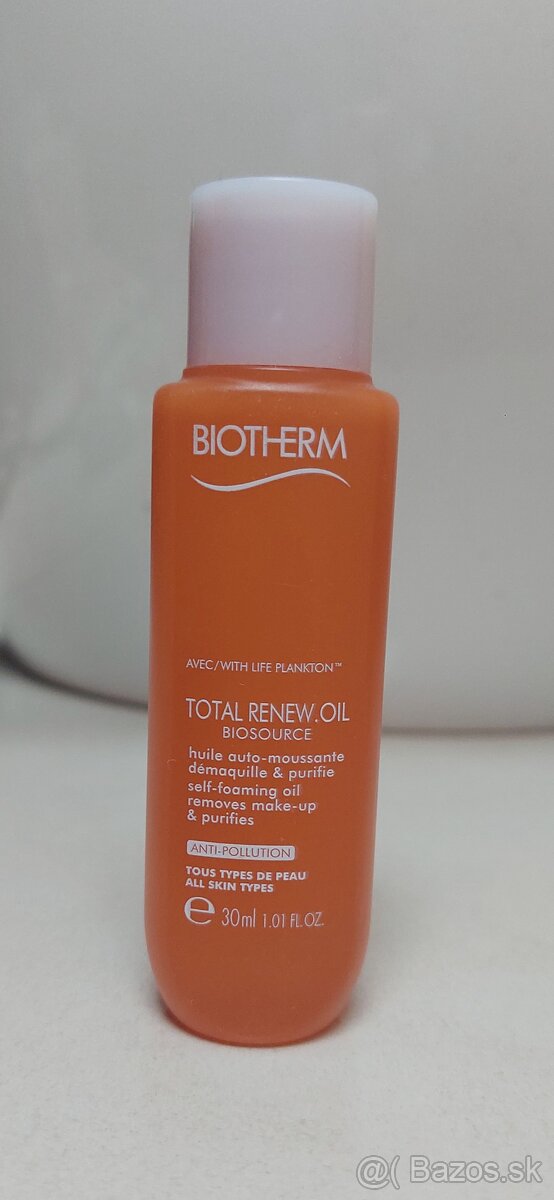 BIOTHERM
AVEC/WITH LIFE PLANKTON™
TOTAL RENEW.OIL
BIOSOURCE
huile auto-moussante
démaquille & purifie
self-foaming oil
removes make-up
& purifies
ANTI-POLLUTION
TOUS TYPES DE PEAU
ALL SKIN TYPES
℮ 30ml 1.01 FL.OZ.
@( Bazos.sk